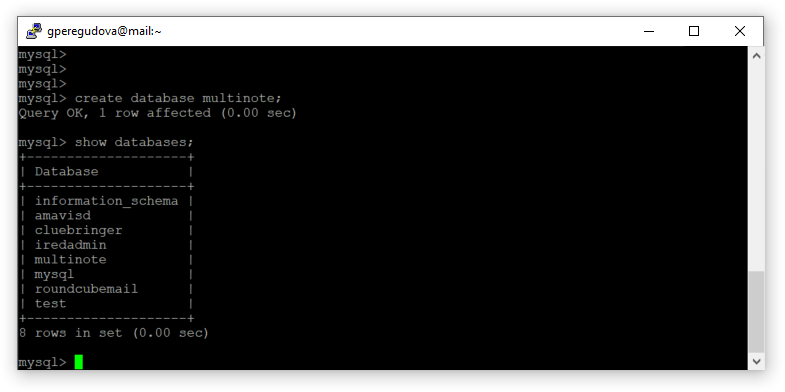 gperegudova@mail:~
mysql>
mysql>
mysql>
mysql> create database multinote;
Query OK, 1 row affected (0.00 sec)
mysql> show databases;
+--------------------+
| Database           |
+--------------------+
| information_schema |
| amavisd            |
| cluebringer        |
| iredadmin          |
| multinote          |
| mysql              |
| roundcubemail      |
| test               |
+--------------------+
8 rows in set (0.00 sec)
mysql>